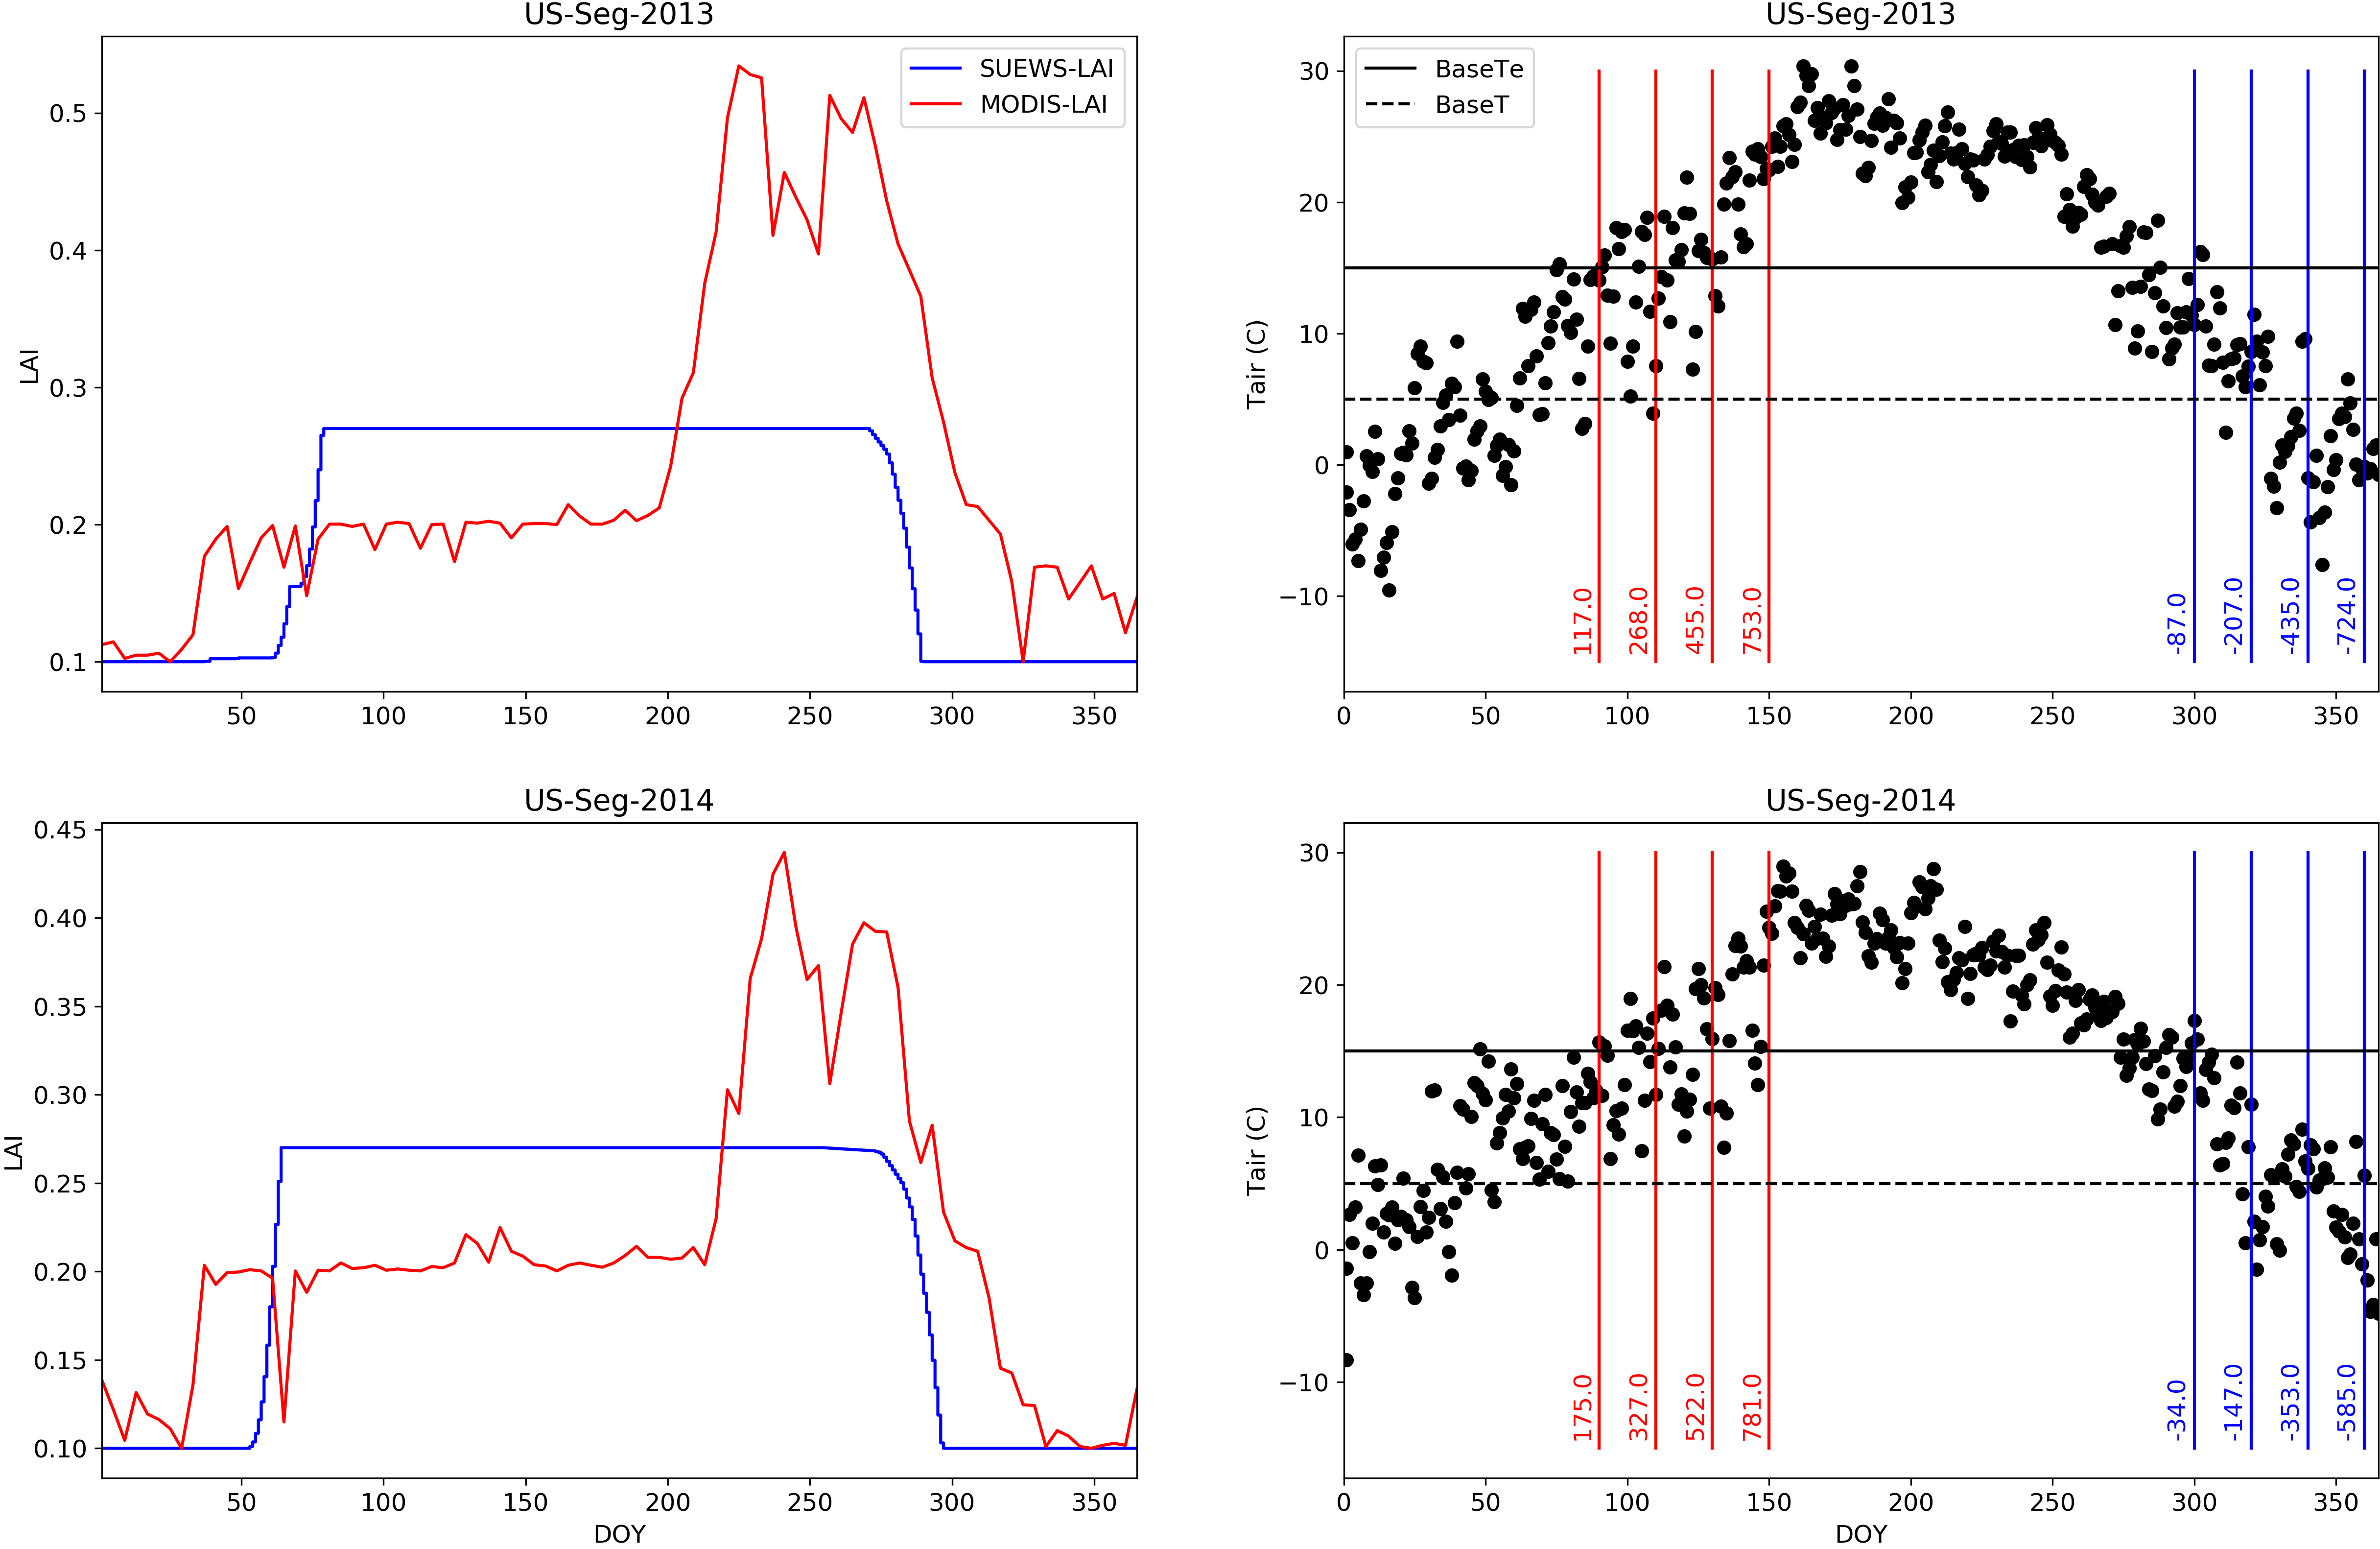 US-Seg-2013
SUEWS-LAI
MODIS-LAI
LAI
0.5
0.4
0.3
0.2
0.1
50 100 150 200 250 300 350
US-Seg-2013
BaseTe
BaseT
Tair (C)
30
20
10
0
−10
117.0
268.0
455.0
753.0
-87.0
-207.0
-435.0
-724.0
0 50 100 150 200 250 300 350
US-Seg-2014
LAI
0.45
0.40
0.35
0.30
0.25
0.20
0.15
0.10
50 100 150 200 250 300 350
DOY
US-Seg-2014
Tair (C)
30
20
10
0
−10
175.0
327.0
522.0
781.0
-34.0
-147.0
-353.0
-585.0
0 50 100 150 200 250 300 350
DOY